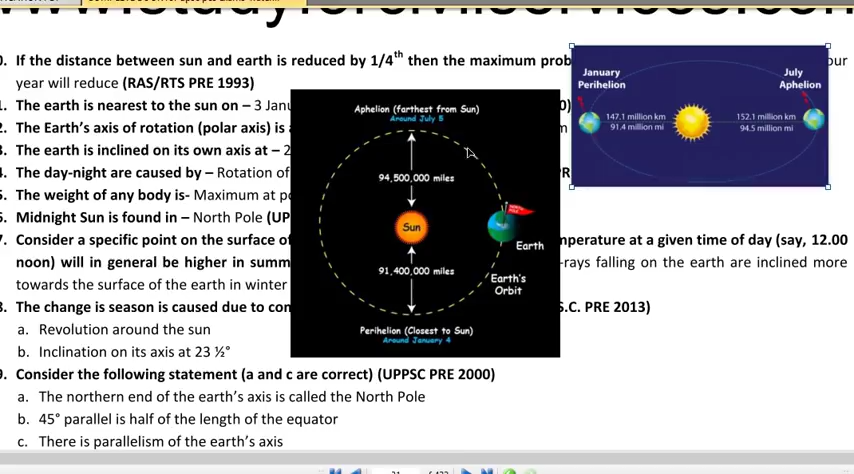 0. If the distance between sun and earth is reduced by 1/4th then the maximum prob our
year will reduce (RAS/RTS PRE 1993)
1. The earth is nearest to the sun on – 3 Janu 0)
2. The Earth's axis of rotation (polar axis) is m
3. The earth is inclined on its own axis at – 2
4. The day-night are caused by – Rotation of PR
5. The weight of any body is- Maximum at po
6. Midnight Sun is found in – North Pole (UP
7. Consider a specific point on the surface of mperature at a given time of day (say, 12.00
noon) will in general be higher in summ -rays falling on the earth are inclined more
towards the surface of the earth in winter
8. The change is season is caused due to con S.C. PRE 2013)
a. Revolution around the sun
b. Inclination on its axis at 23 ½°
9. Consider the following statement (a and c are correct) (UPPSC PRE 2000)
a. The northern end of the earth's axis is called the North Pole
b. 45° parallel is half of the length of the equator
c. There is parallelism of the earth's axis
Aphelion (farthest from Sun)
Around July 5
94,500,000 miles
Sun
NORTH POLE
Earth
91,400,000 miles
Earth's
Orbit
Perihelion (Closest to Sun)
Around January 4
January
Perihelion
July
Aphelion
147.1 million km
91.4 million mi
152.1 million km
94.5 million mi